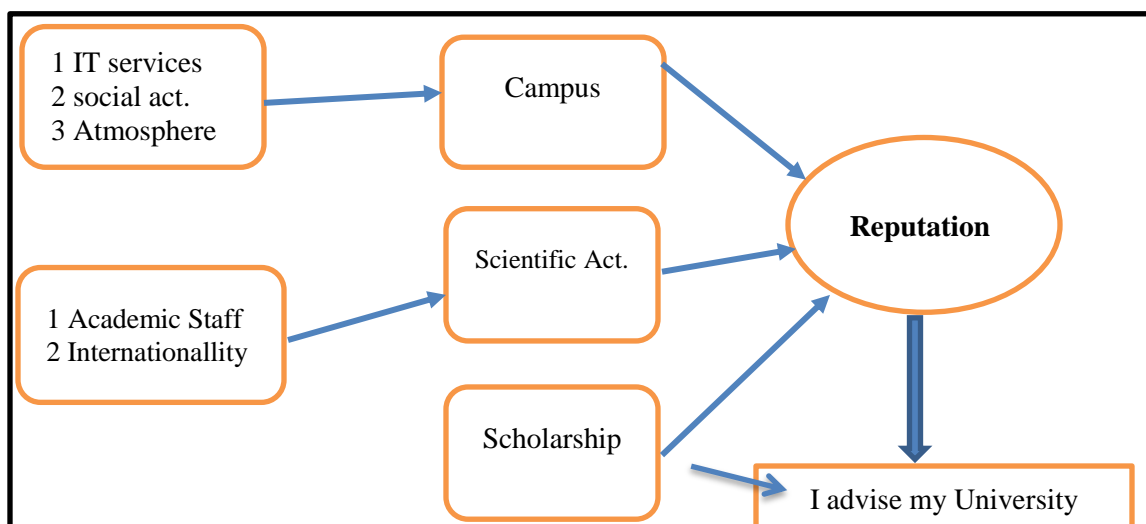 1 IT services
2 social act.
3 Atmosphere
Campus
Reputation
Scientific Act.
1 Academic Staff
2 Internationallity
Scholarship
I advise my University